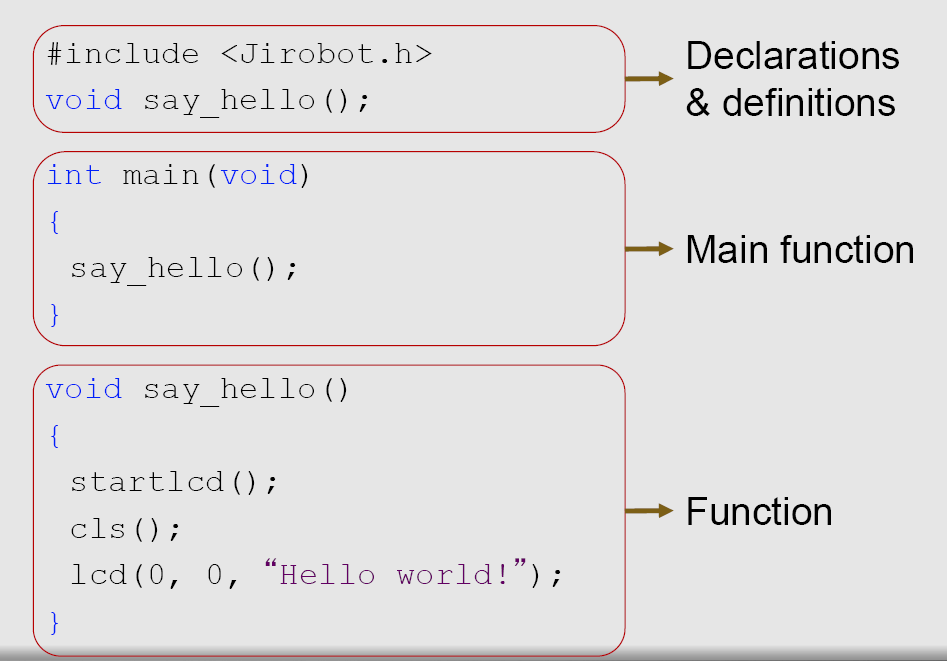 #include <Jirobot.h>
void say_hello();
Declarations
& definitions
int main(void)
{
say_hello();
}
Main function
void say_hello()
{
startlcd();
cls();
lcd(0, 0, “Hello world!”);
}
Function